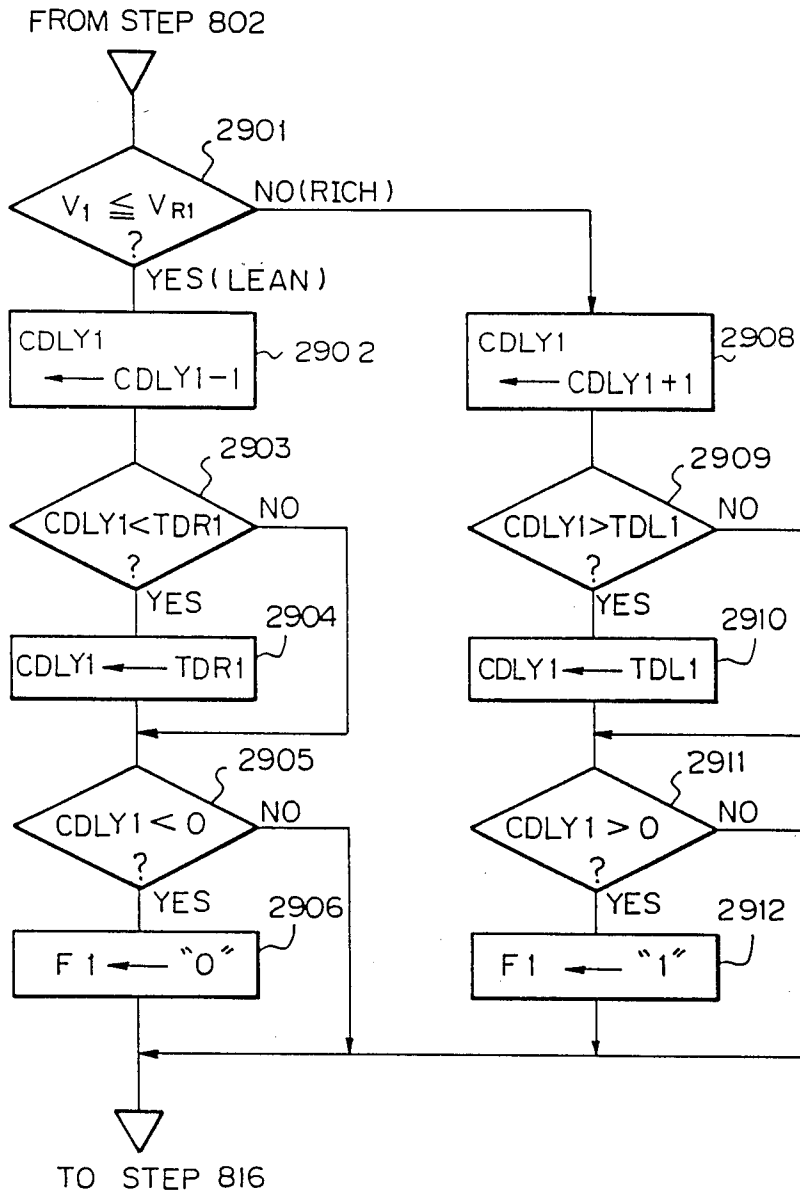 FROM STEP 802
2901
V1 ≦ VR1
?
NO(RICH)
YES(LEAN)
CDLY1
← CDLY1-1
2902
2903
CDLY1<TDR1
?
NO
YES
2904
CDLY1 ← TDR1
2905
CDLY1 < 0
?
NO
YES
2906
F1 ← "0"
CDLY1
← CDLY1+1
2908
2909
CDLY1>TDL1
?
NO
YES
2910
CDLY1 ← TDL1
2911
CDLY1 > 0
?
NO
YES
2912
F1 ← "1"
TO STEP 816